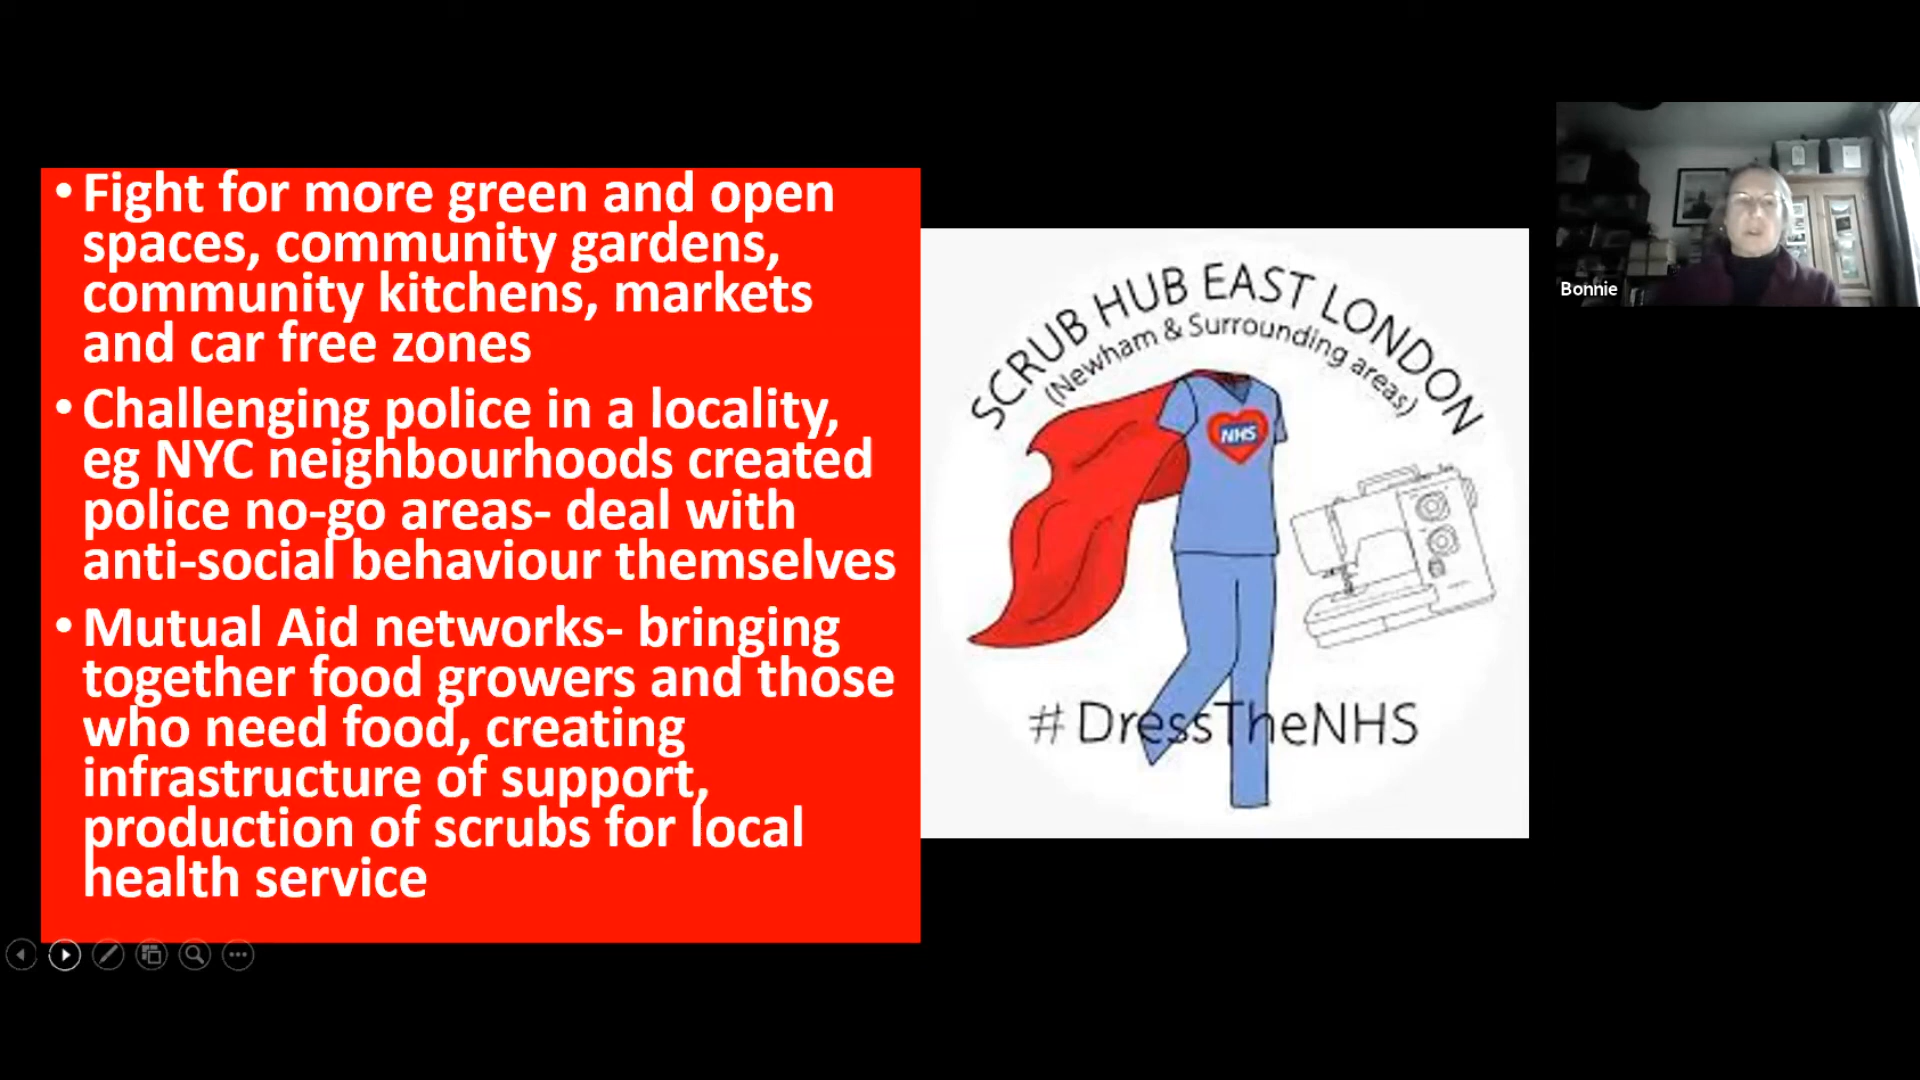 • Fight for more green and open
spaces, community gardens,
community kitchens, markets
and car free zones
• Challenging police in a locality,
eg NYC neighbourhoods created
police no-go areas- deal with
anti-social behaviour themselves
• Mutual Aid networks- bringing
together food growers and those
who need food, creating
infrastructure of support,
production of scrubs for local
health service
SCRUB HUB EAST LONDON
(Newham & Surrounding areas)
NHS
#DressTheNHS
Bonnie